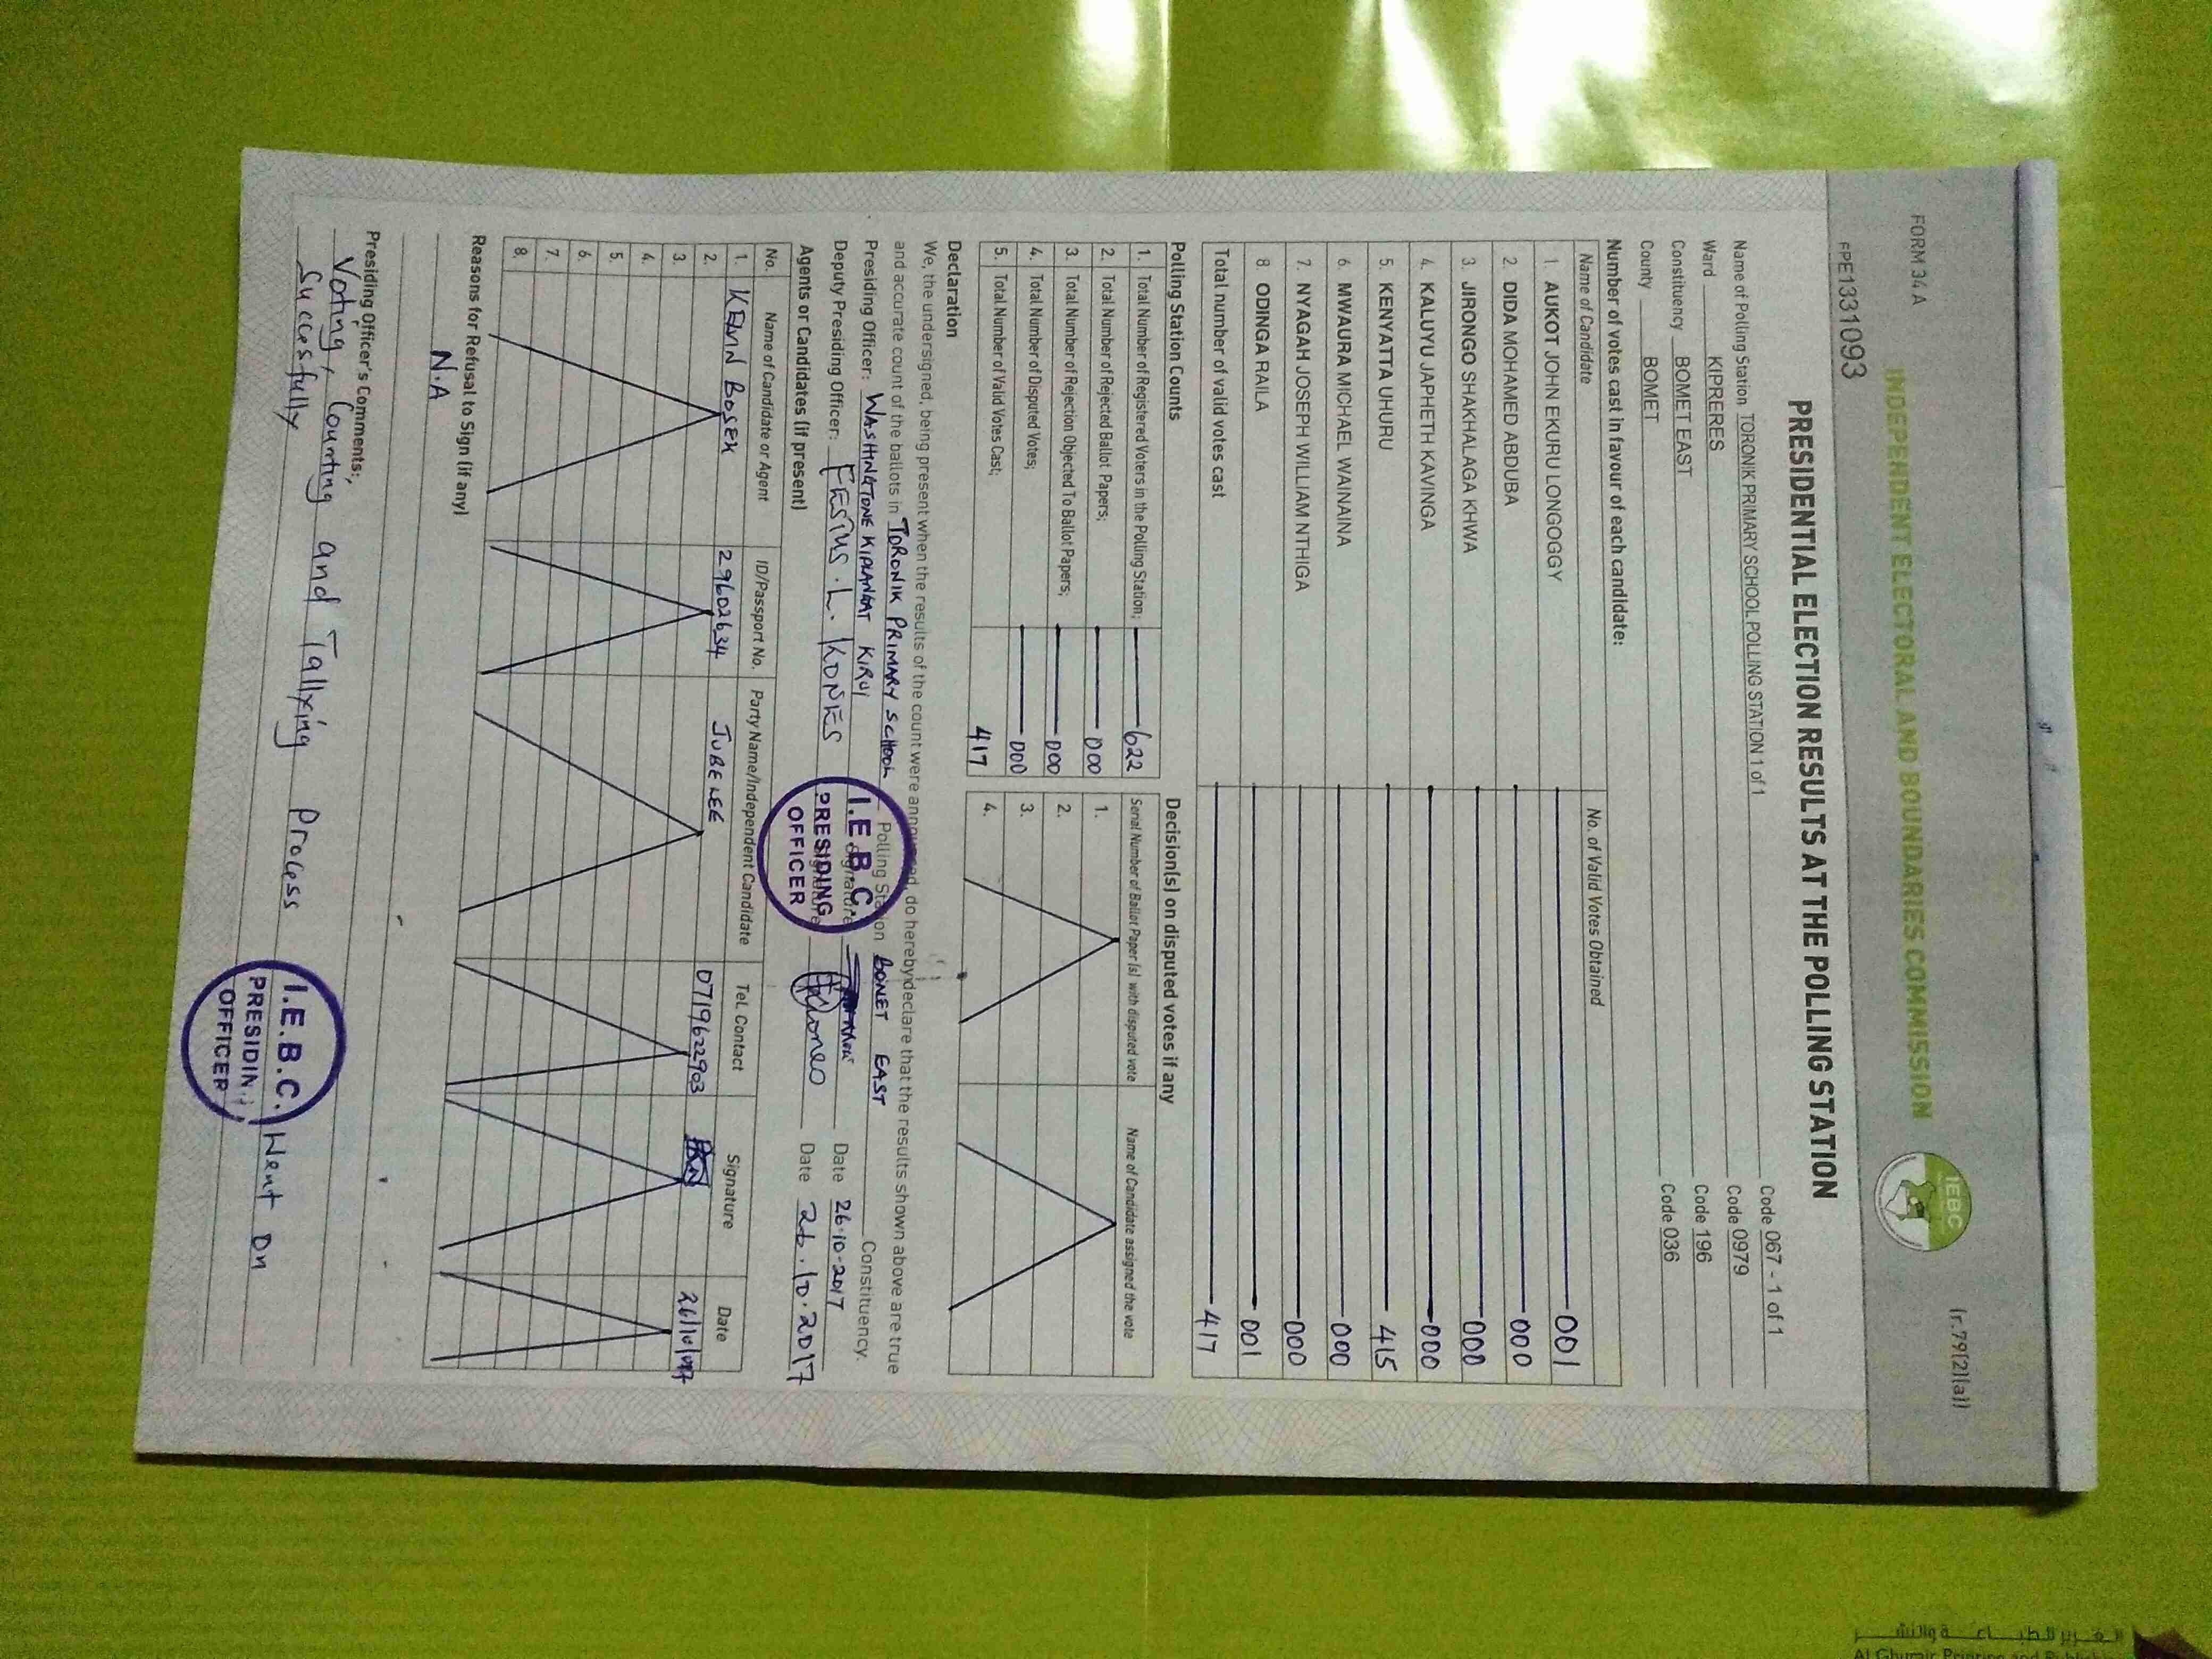 FORM 34A
(r.79(2)(a))
INDEPENDENT ELECTORAL AND BOUNDARIES COMMISSION
IEBC
FPE1331093
PRESIDENTIAL ELECTION RESULTS AT THE POLLING STATION
Name of Polling Station TORONIK PRIMARY SCHOOL POLLING STATION 1 of 1 Code 067 - 1 of 1
Ward KIPRERES Code 0979
Constituency BOMET EAST Code 196
County BOMET Code 036
Number of votes cast in favour of each candidate:
Name of Candidate No. of Valid Votes Obtained
1. AUKOT JOHN EKURU LONGOGGY 001
2. DIDA MOHAMED ABDUBA 000
3. JIRONGO SHAKHALAGA KHWA 000
4. KALUYU JAPHETH KAVINGA 000
5. KENYATTA UHURU 415
6. MWAURA MICHAEL WAINAINA 000
7. NYAGAH JOSEPH WILLIAM NTHIGA 000
8 ODINGA RAILA 001
Total number of valid votes cast 417
Polling Station Counts
1. Total Number of Registered Voters in the Polling Station; 622
2. Total Number of Rejected Ballot Papers; 000
3. Total Number of Rejection Objected To Ballot Papers; 000
4. Total Number of Disputed Votes; 000
5. Total Number of Valid Votes Cast; 417
Decision(s) on disputed votes if any
Serial Number of Ballot Paper (s) with disputed vote Name of Candidate assigned the vote
1.
2.
3.
4.
Declaration
We, the undersigned, being present when the results of the count were announced, do hereby declare that the results shown above are true
and accurate count of the ballots in TORONIK PRIMARY SCHOOL Polling Station BOMET EAST Constituency.
Presiding Officer: WASHINGTONE KIPLANGAT KIRUI Signature Date 26.10.2017
Deputy Presiding Officer: FESTUS. L. KONES Signature Date 26.10.2017
I.E.B.C.
PRESIDING
OFFICER
Agents or Candidates (if present)
No. Name of Candidate or Agent ID/Passport No. Party Name/Independent Candidate Tel. Contact Signature Date
1. KELVIN BOSEK 29602634 JUBELEE 0719622903
2.
3.
4.
5.
6.
7.
8.
Reasons for Refusal to Sign (if any)
N.A
Presiding Officer's Comments:
Voting, Counting and Tallying Process Went on
Succesfully
I.E.B.C.
PRESIDING
OFFICER